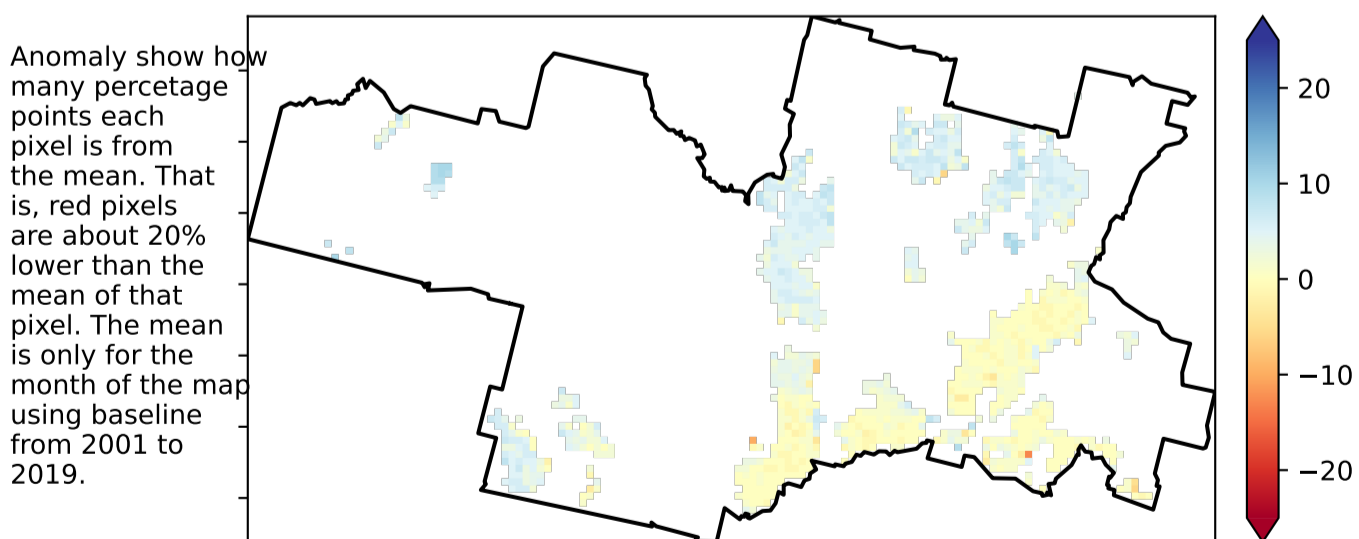 Anomaly show how
many percetage
points each
pixel is from
the mean. That
is, red pixels
are about 20%
lower than the
mean of that
pixel. The mean
is only for the
month of the map
using baseline
from 2001 to
2019.
20
10
0
−10
−20